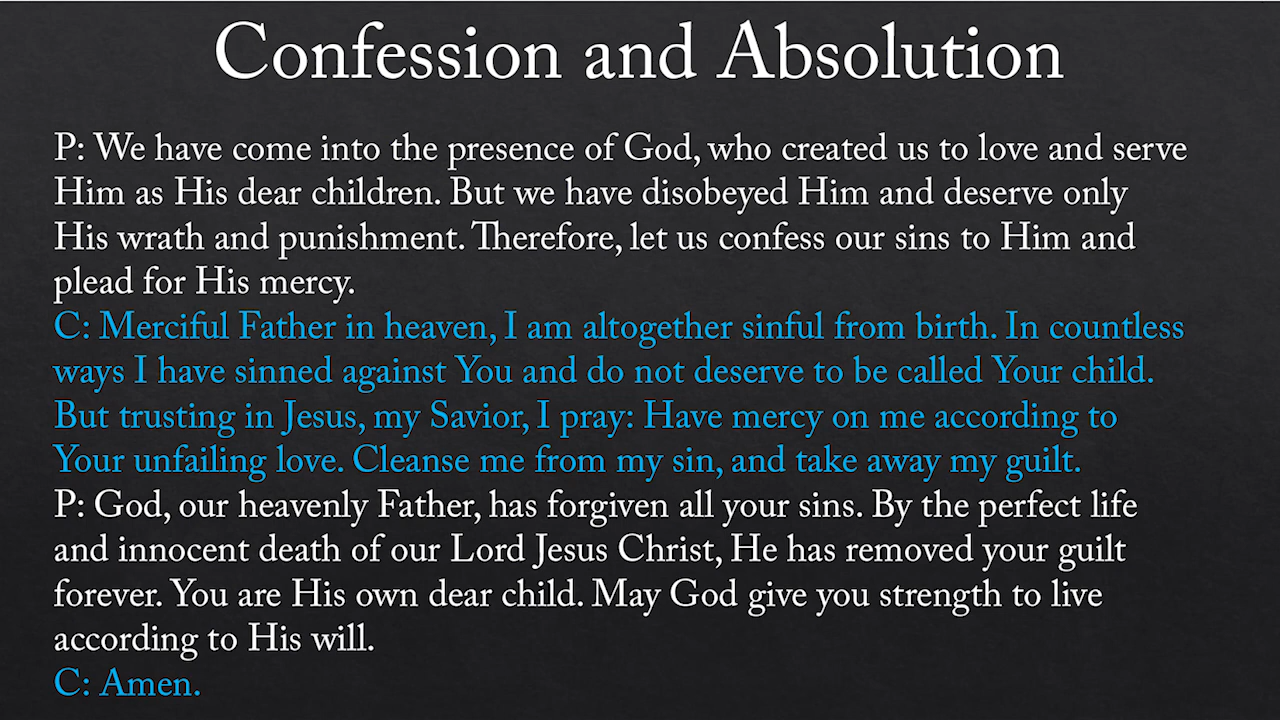 Confession and Absolution
P: We have come into the presence of God, who created us to love and serve
Him as His dear children. But we have disobeyed Him and deserve only
His wrath and punishment. Therefore, let us confess our sins to Him and
plead for His mercy.
C: Merciful Father in heaven, I am altogether sinful from birth. In countless
ways I have sinned against You and do not deserve to be called Your child.
But trusting in Jesus, my Savior, I pray: Have mercy on me according to
Your unfailing love. Cleanse me from my sin, and take away my guilt.
P: God, our heavenly Father, has forgiven all your sins. By the perfect life
and innocent death of our Lord Jesus Christ, He has removed your guilt
forever. You are His own dear child. May God give you strength to live
according to His will.
C: Amen.